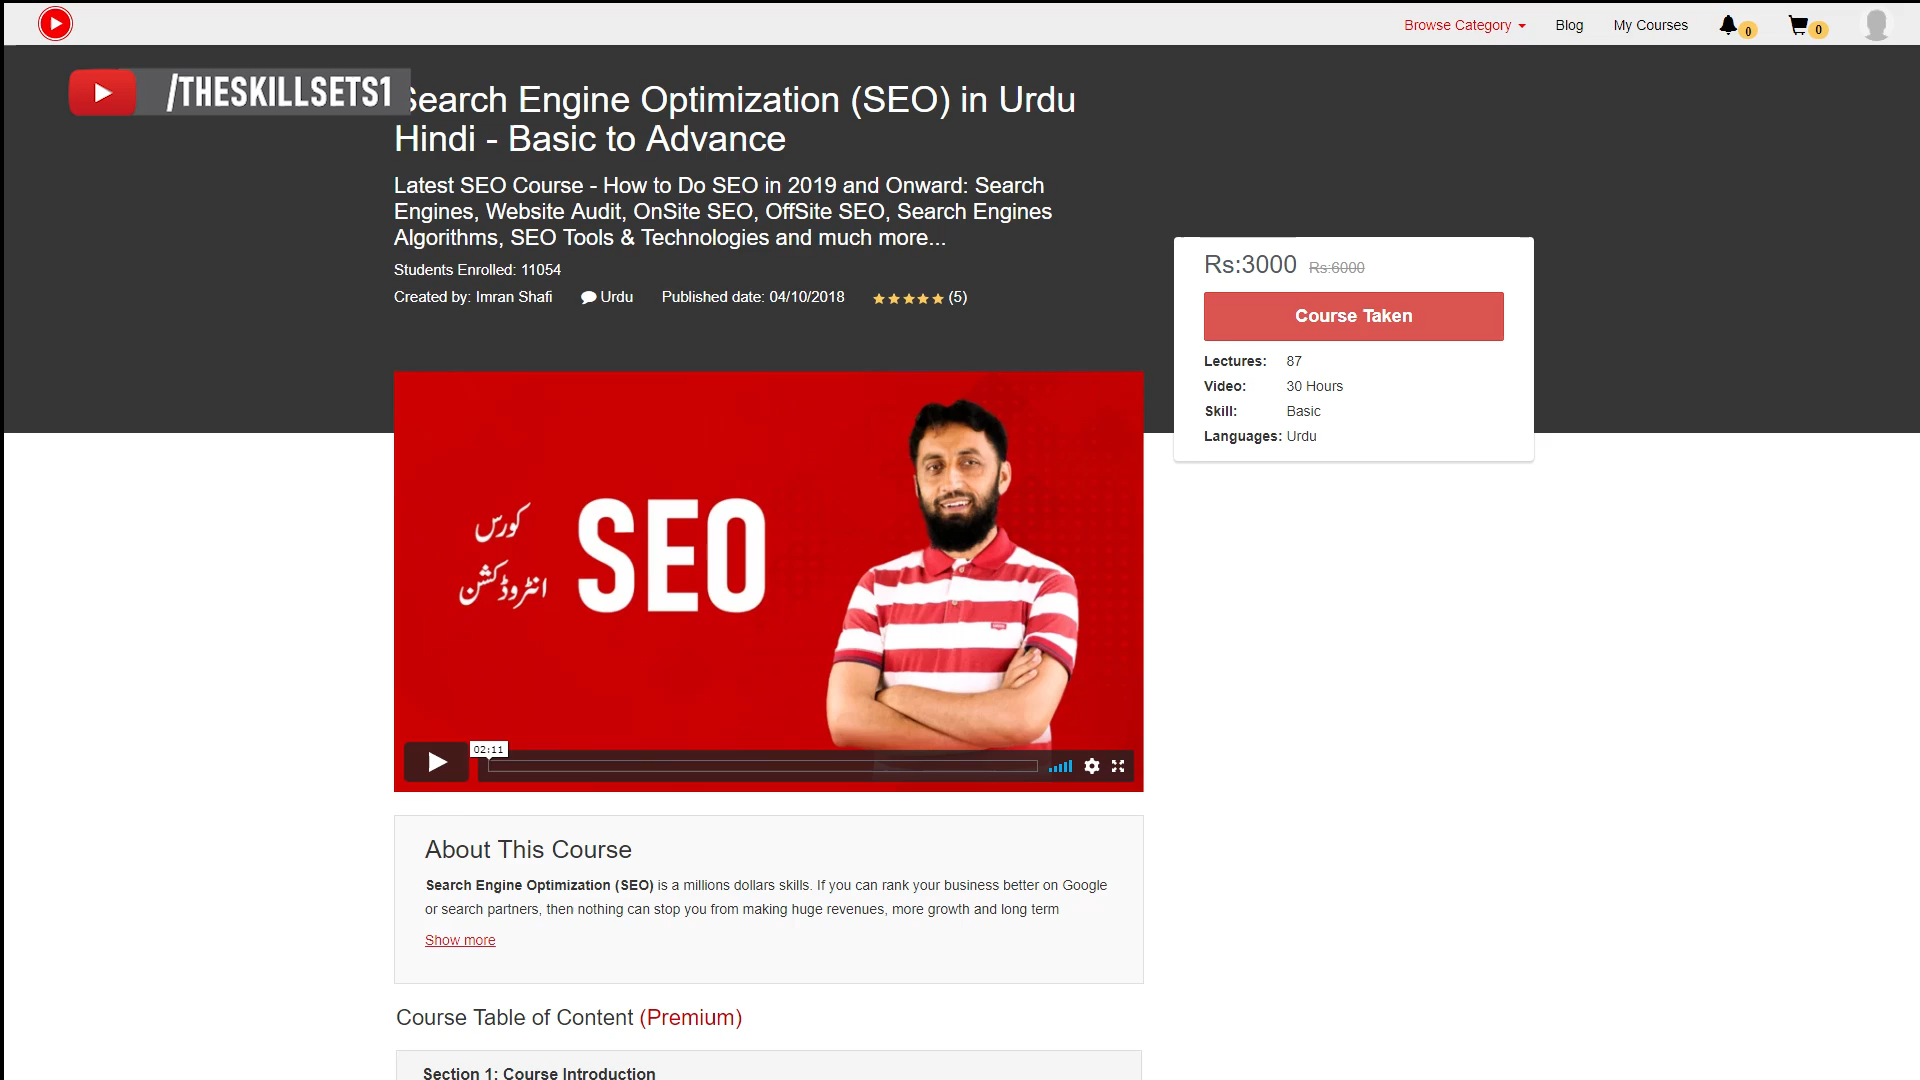 Browse Category
Blog
My Courses
0
0
/THESKILLSETS1
Search Engine Optimization (SEO) in Urdu
Hindi - Basic to Advance
Latest SEO Course - How to Do SEO in 2019 and Onward: Search
Engines, Website Audit, OnSite SEO, OffSite SEO, Search Engines
Algorithms, SEO Tools & Technologies and much more...
Students Enrolled: 11054
Created by: Imran Shafi
Urdu
Published date: 04/10/2018
(5)
Rs:3000 Rs:6000
Course Taken
Lectures: 87
Video: 30 Hours
Skill: Basic
Languages: Urdu
کورس
انٹروڈکشن
SEO
02:11
About This Course
Search Engine Optimization (SEO) is a millions dollars skills. If you can rank your business better on Google
or search partners, then nothing can stop you from making huge revenues, more growth and long term
Show more
Course Table of Content (Premium)
Section 1: Course Introduction